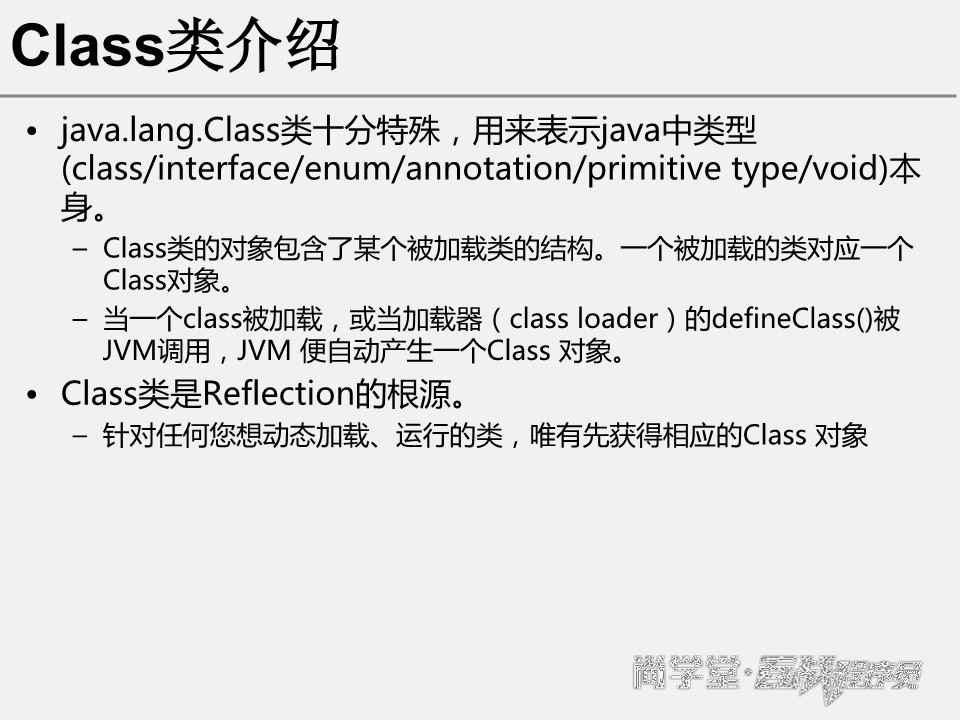 Class类介绍
• java.lang.Class类十分特殊，用来表示java中类型
(class/interface/enum/annotation/primitive type/void)本
身。
– Class类的对象包含了某个被加载类的结构。一个被加载的类对应一个
Class对象。
– 当一个class被加载，或当加载器（class loader）的defineClass()被
JVM调用，JVM 便自动产生一个Class 对象。
• Class类是Reflection的根源。
– 针对任何您想动态加载、运行的类，唯有先获得相应的Class 对象
尚学堂·实战程序员